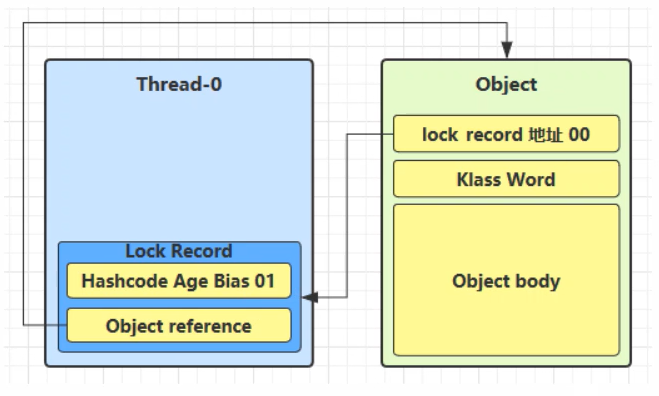 Thread-0
Lock Record
Hashcode Age Bias 01
Object reference
Object
lock record 地址 00
Klass Word
Object body